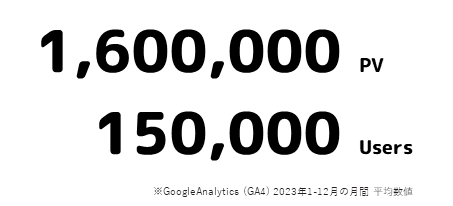 1,600,000 PV
150,000 Users
※GoogleAnalytics (GA4) 2023年1-12月の月間 平均数値